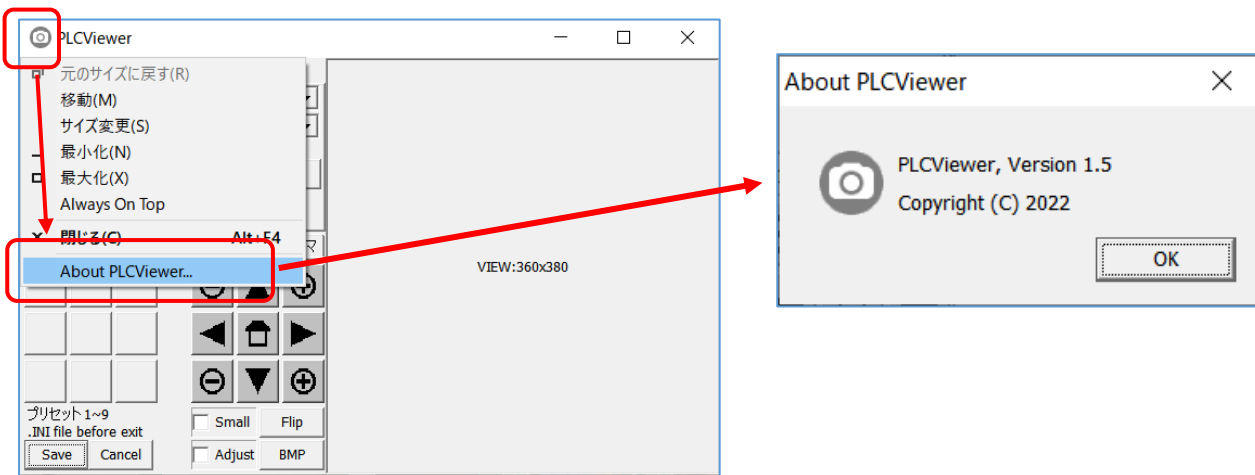 PLCViewer
元のサイズに戻す(R)
移動(M)
サイズ変更(S)
最小化(N)
最大化(X)
Always On Top
閉じる(C) Alt+F4
マ
About PLCViewer...
VIEW:360x380
プリセット 1~9
.INI file before exit
Save Cancel
Small Flip
Adjust BMP
About PLCViewer
PLCViewer, Version 1.5
Copyright (C) 2022
OK